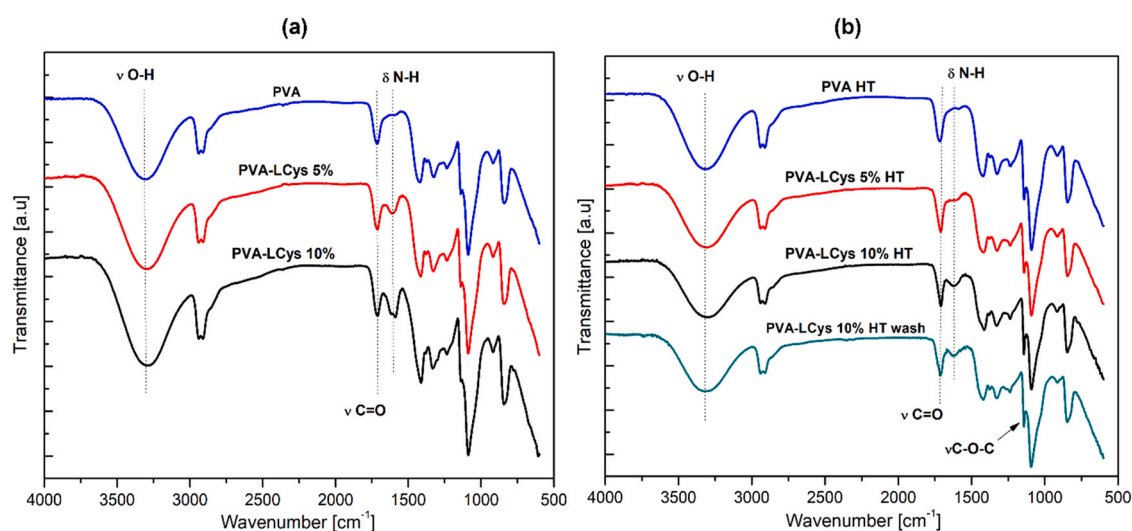 (a)
ν O-H
δ N-H
PVA
PVA-LCys 5%
PVA-LCys 10%
ν C=O
Transmittance [a.u]
4000 3500 3000 2500 2000 1500 1000 500
Wavenumber [cm⁻¹]
(b)
ν O-H
δ N-H
PVA HT
PVA-LCys 5% HT
PVA-LCys 10% HT
PVA-LCys 10% HT wash
ν C=O
νC-O-C
Transmittance [a.u]
4000 3500 3000 2500 2000 1500 1000 500
Wavenumber [cm⁻¹]